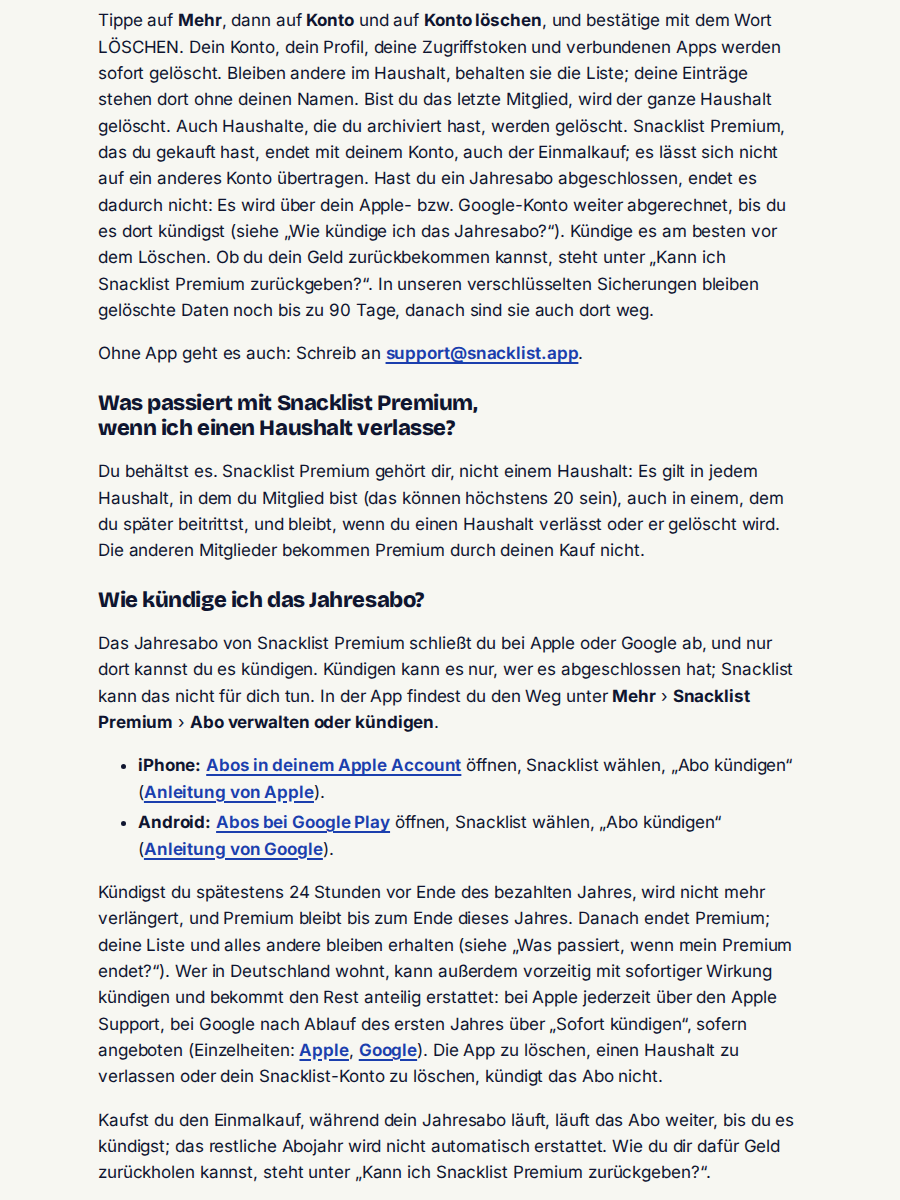 Tippe auf Mehr, dann auf Konto und auf Konto löschen, und bestätige mit dem Wort
LÖSCHEN. Dein Konto, dein Profil, deine Zugriffstoken und verbundenen Apps werden
sofort gelöscht. Bleiben andere im Haushalt, behalten sie die Liste; deine Einträge
stehen dort ohne deinen Namen. Bist du das letzte Mitglied, wird der ganze Haushalt
gelöscht. Auch Haushalte, die du archiviert hast, werden gelöscht. Snacklist Premium,
das du gekauft hast, endet mit deinem Konto, auch der Einmalkauf; es lässt sich nicht
auf ein anderes Konto übertragen. Hast du ein Jahresabo abgeschlossen, endet es
dadurch nicht: Es wird über dein Apple- bzw. Google-Konto weiter abgerechnet, bis du
es dort kündigst (siehe „Wie kündige ich das Jahresabo?“). Kündige es am besten vor
dem Löschen. Ob du dein Geld zurückbekommen kannst, steht unter „Kann ich
Snacklist Premium zurückgeben?“. In unseren verschlüsselten Sicherungen bleiben
gelöschte Daten noch bis zu 90 Tage, danach sind sie auch dort weg.
Ohne App geht es auch: Schreib an support@snacklist.app.
Was passiert mit Snacklist Premium,
wenn ich einen Haushalt verlasse?
Du behältst es. Snacklist Premium gehört dir, nicht einem Haushalt: Es gilt in jedem
Haushalt, in dem du Mitglied bist (das können höchstens 20 sein), auch in einem, dem
du später beitrittst, und bleibt, wenn du einen Haushalt verlässt oder er gelöscht wird.
Die anderen Mitglieder bekommen Premium durch deinen Kauf nicht.
Wie kündige ich das Jahresabo?
Das Jahresabo von Snacklist Premium schließt du bei Apple oder Google ab, und nur
dort kannst du es kündigen. Kündigen kann es nur, wer es abgeschlossen hat; Snacklist
kann das nicht für dich tun. In der App findest du den Weg unter Mehr › Snacklist
Premium › Abo verwalten oder kündigen.
• iPhone: Abos in deinem Apple Account öffnen, Snacklist wählen, „Abo kündigen“
(Anleitung von Apple).
• Android: Abos bei Google Play öffnen, Snacklist wählen, „Abo kündigen“
(Anleitung von Google).
Kündigst du spätestens 24 Stunden vor Ende des bezahlten Jahres, wird nicht mehr
verlängert, und Premium bleibt bis zum Ende dieses Jahres. Danach endet Premium;
deine Liste und alles andere bleiben erhalten (siehe „Was passiert, wenn mein Premium
endet?“). Wer in Deutschland wohnt, kann außerdem vorzeitig mit sofortiger Wirkung
kündigen und bekommt den Rest anteilig erstattet: bei Apple jederzeit über den Apple
Support, bei Google nach Ablauf des ersten Jahres über „Sofort kündigen“, sofern
angeboten (Einzelheiten: Apple, Google). Die App zu löschen, einen Haushalt zu
verlassen oder dein Snacklist-Konto zu löschen, kündigt das Abo nicht.
Kaufst du den Einmalkauf, während dein Jahresabo läuft, läuft das Abo weiter, bis du es
kündigst; das restliche Abojahr wird nicht automatisch erstattet. Wie du dir dafür Geld
zurückholen kannst, steht unter „Kann ich Snacklist Premium zurückgeben?“.